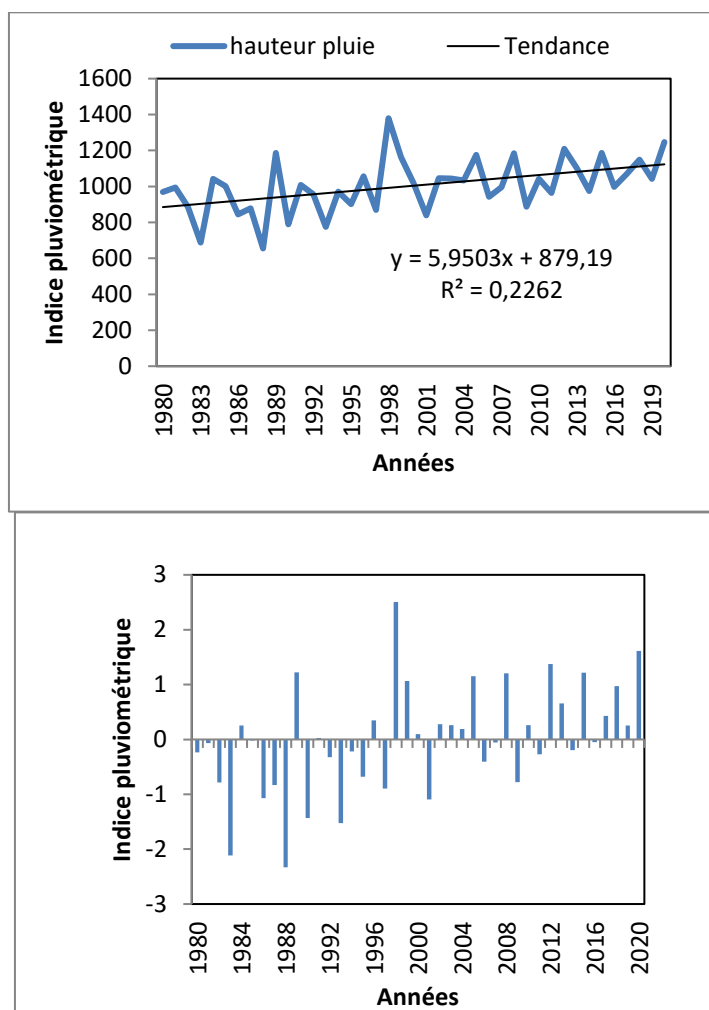 hauteur pluie Tendance
1600
1400
1200
1000
800
600
400
200
0
Indice pluviométrique
y = 5,9503x + 879,19
R² = 0,2262
1980 1983 1986 1989 1992 1995 1998 2001 2004 2007 2010 2013 2016 2019
Années
3
2
1
0
-1
-2
-3
Indice pluviométrique
1980 1984 1988 1992 1996 2000 2004 2008 2012 2016 2020
Années